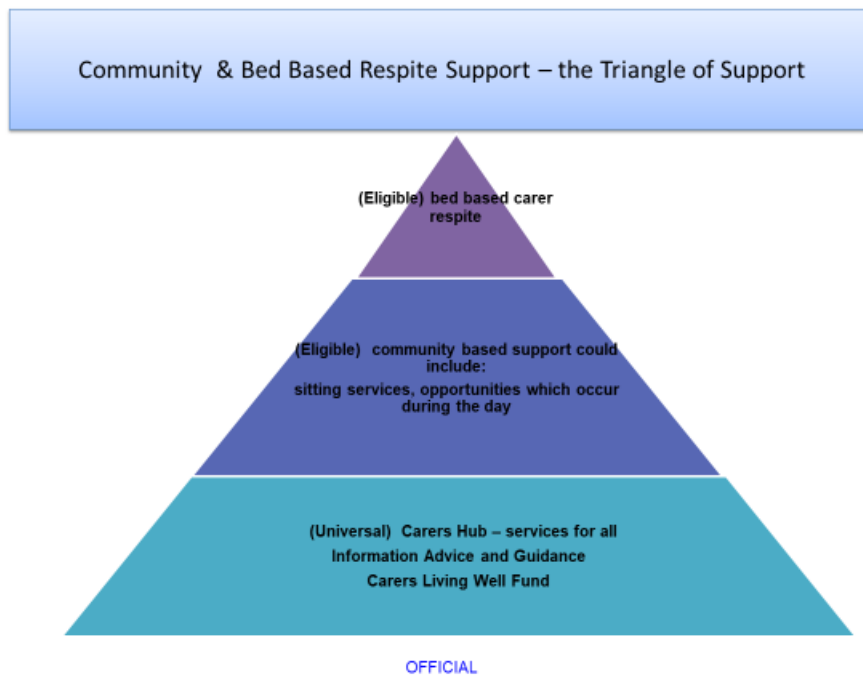 Community & Bed Based Respite Support – the Triangle of Support
(Eligible) bed based carer
respite
(Eligible) community based support could
include:
sitting services, opportunities which occur
during the day
(Universal) Carers Hub – services for all
Information Advice and Guidance
Carers Living Well Fund
OFFICIAL